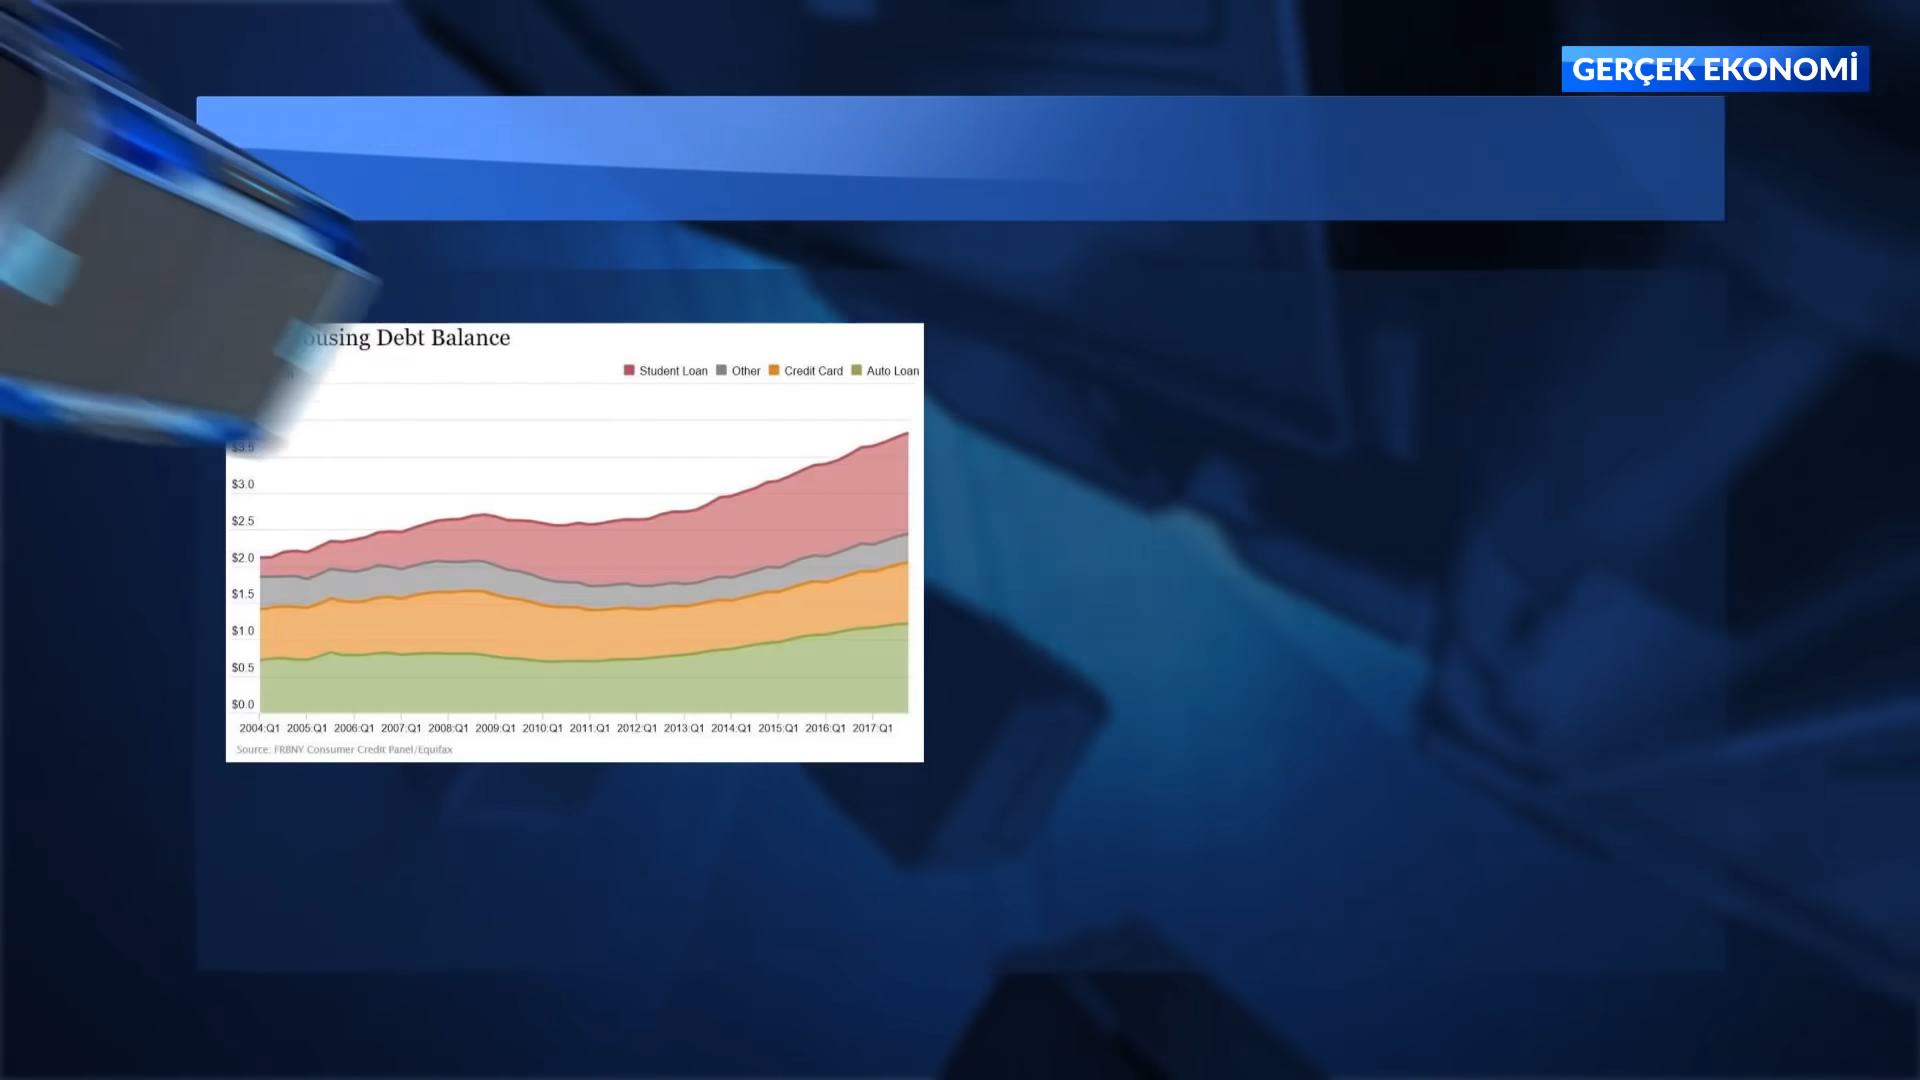 GERÇEK EKONOMİ
ousing Debt Balance
Student Loan Other Credit Card Auto Loan
$3.5
$3.0
$2.5
$2.0
$1.5
$1.0
$0.5
$0.0
2004:Q1 2005:Q1 2006:Q1 2007:Q1 2008:Q1 2009:Q1 2010:Q1 2011:Q1 2012:Q1 2013:Q1 2014:Q1 2015:Q1 2016:Q1 2017:Q1
Source: FRBNY Consumer Credit Panel/Equifax